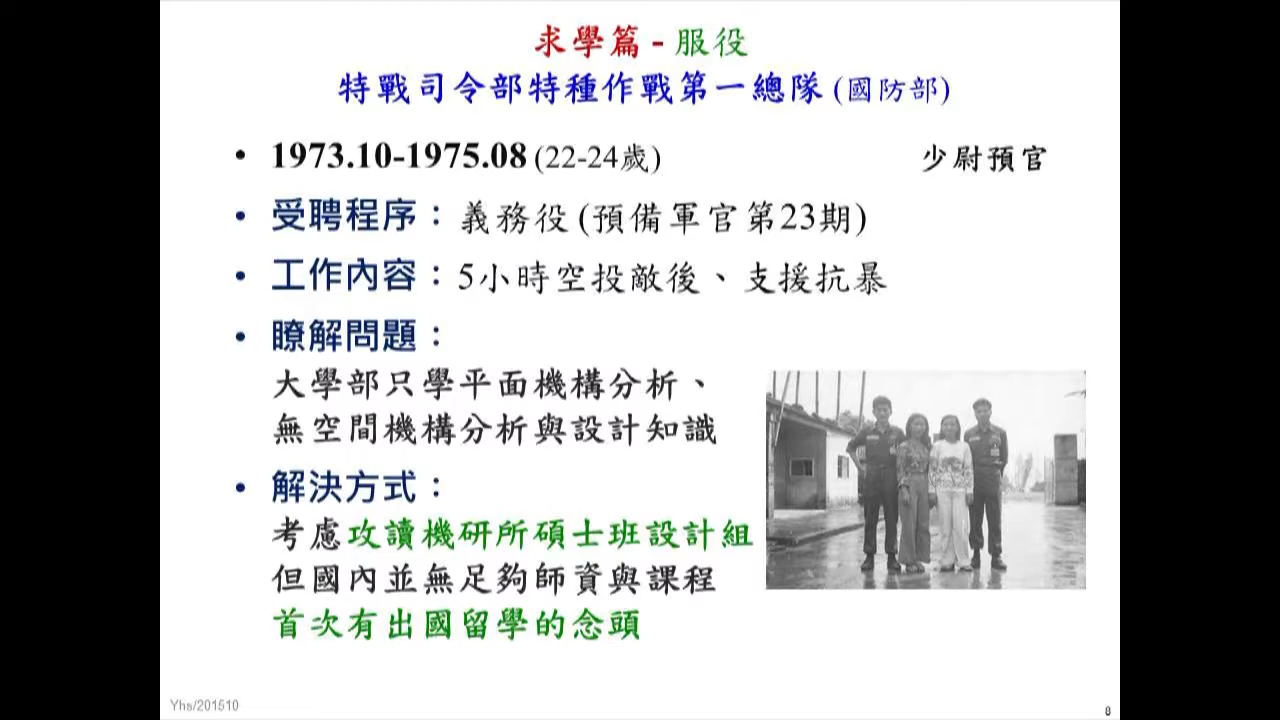 求學篇 - 服役
特戰司令部特種作戰第一總隊 (國防部)
• 1973.10-1975.08 (22-24歲) 少尉預官
• 受聘程序：義務役 (預備軍官第23期)
• 工作內容：5小時空投敵後、支援抗暴
• 瞭解問題：
大學部只學平面機構分析、
無空間機構分析與設計知識
• 解決方式：
考慮攻讀機研所碩士班設計組
但國內並無足夠師資與課程
首次有出國留學的念頭
Yhs/201510
8